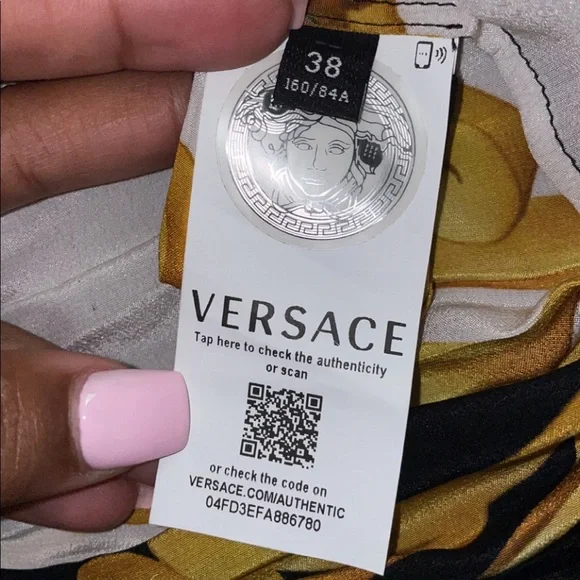 38
160/84A
VERSACE
Tap here to check the authenticity
or scan
or check the code on
VERSACE.COM/AUTHENTIC
04FD3EFA886780